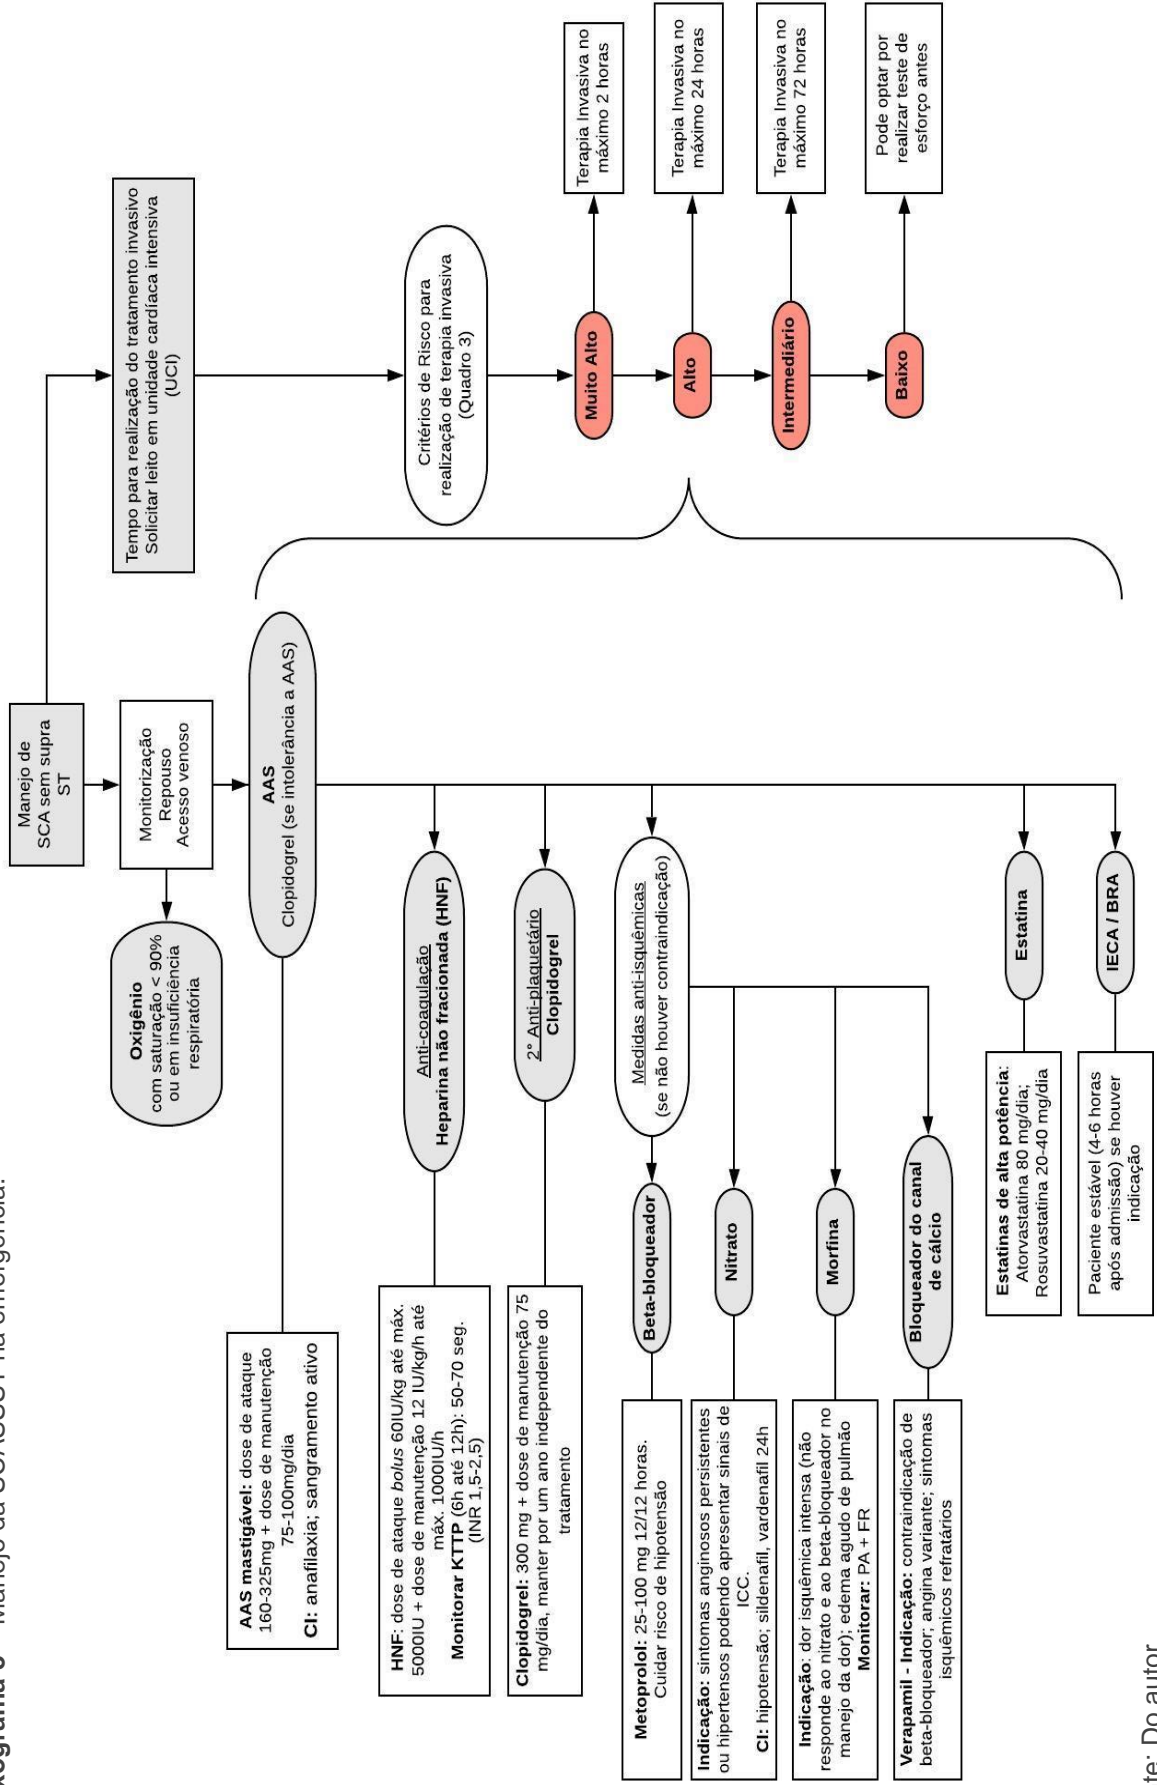 Manejo de
SCA sem supra
ST
Tempo para realização do tratamento invasivo
Solicitar leito em unidade cardíaca intensiva
(UCI)
Monitorização
Repouso
Acesso venoso
Oxigênio
com saturação < 90%
ou em insuficiência
respiratória
AAS
Clopidogrel (se intolerância a AAS)
AAS mastigável: dose de ataque
160-325mg + dose de manutenção
75-100mg/dia
CI: anafilaxia; sangramento ativo
Critérios de Risco para
realização de terapia invasiva
(Quadro 3)
Anti-coagulação
Heparina não fracionada (HNF)
HNF: dose de ataque bolus 60IU/kg até máx.
5000IU + dose de manutenção 12 IU/kg/h até
máx. 1000IU/h
Monitorar KTTP (6h até 12h): 50-70 seg.
(INR 1,5-2,5)
2° Anti-plaquetário
Clopidogrel
Clopidogrel: 300 mg + dose de manutenção 75
mg/dia, manter por um ano independente do
tratamento
Muito Alto
Terapia Invasiva no
máximo 2 horas
Alto
Terapia Invasiva no
máximo 24 horas
Intermediário
Terapia Invasiva no
máximo 72 horas
Baixo
Pode optar por
realizar teste de
esforço antes
Medidas anti-isquêmicas
(se não houver contraindicação)
Beta-bloqueador
Metoprolol: 25-100 mg 12/12 horas.
Cuidar risco de hipotensão
Nitrato
Indicação: sintomas anginosos persistentes
ou hipertensos podendo apresentar sinais de
ICC.
CI: hipotensão; sildenafil, vardenafil 24h
Morfina
Indicação: dor isquêmica intensa (não
responde ao nitrato e ao beta-bloqueador no
manejo da dor); edema agudo de pulmão
Monitorar: PA + FR
Bloqueador do canal
de cálcio
Verapamil - Indicação: contraindicação de
beta-bloqueador; angina variante; sintomas
isquêmicos refratários
Estatina
Estatinas de alta potência:
Atorvastatina 80 mg/dia;
Rosuvastatina 20-40 mg/dia
IECA / BRA
Paciente estável (4-6 horas
após admissão) se houver
indicação
te: Do autor